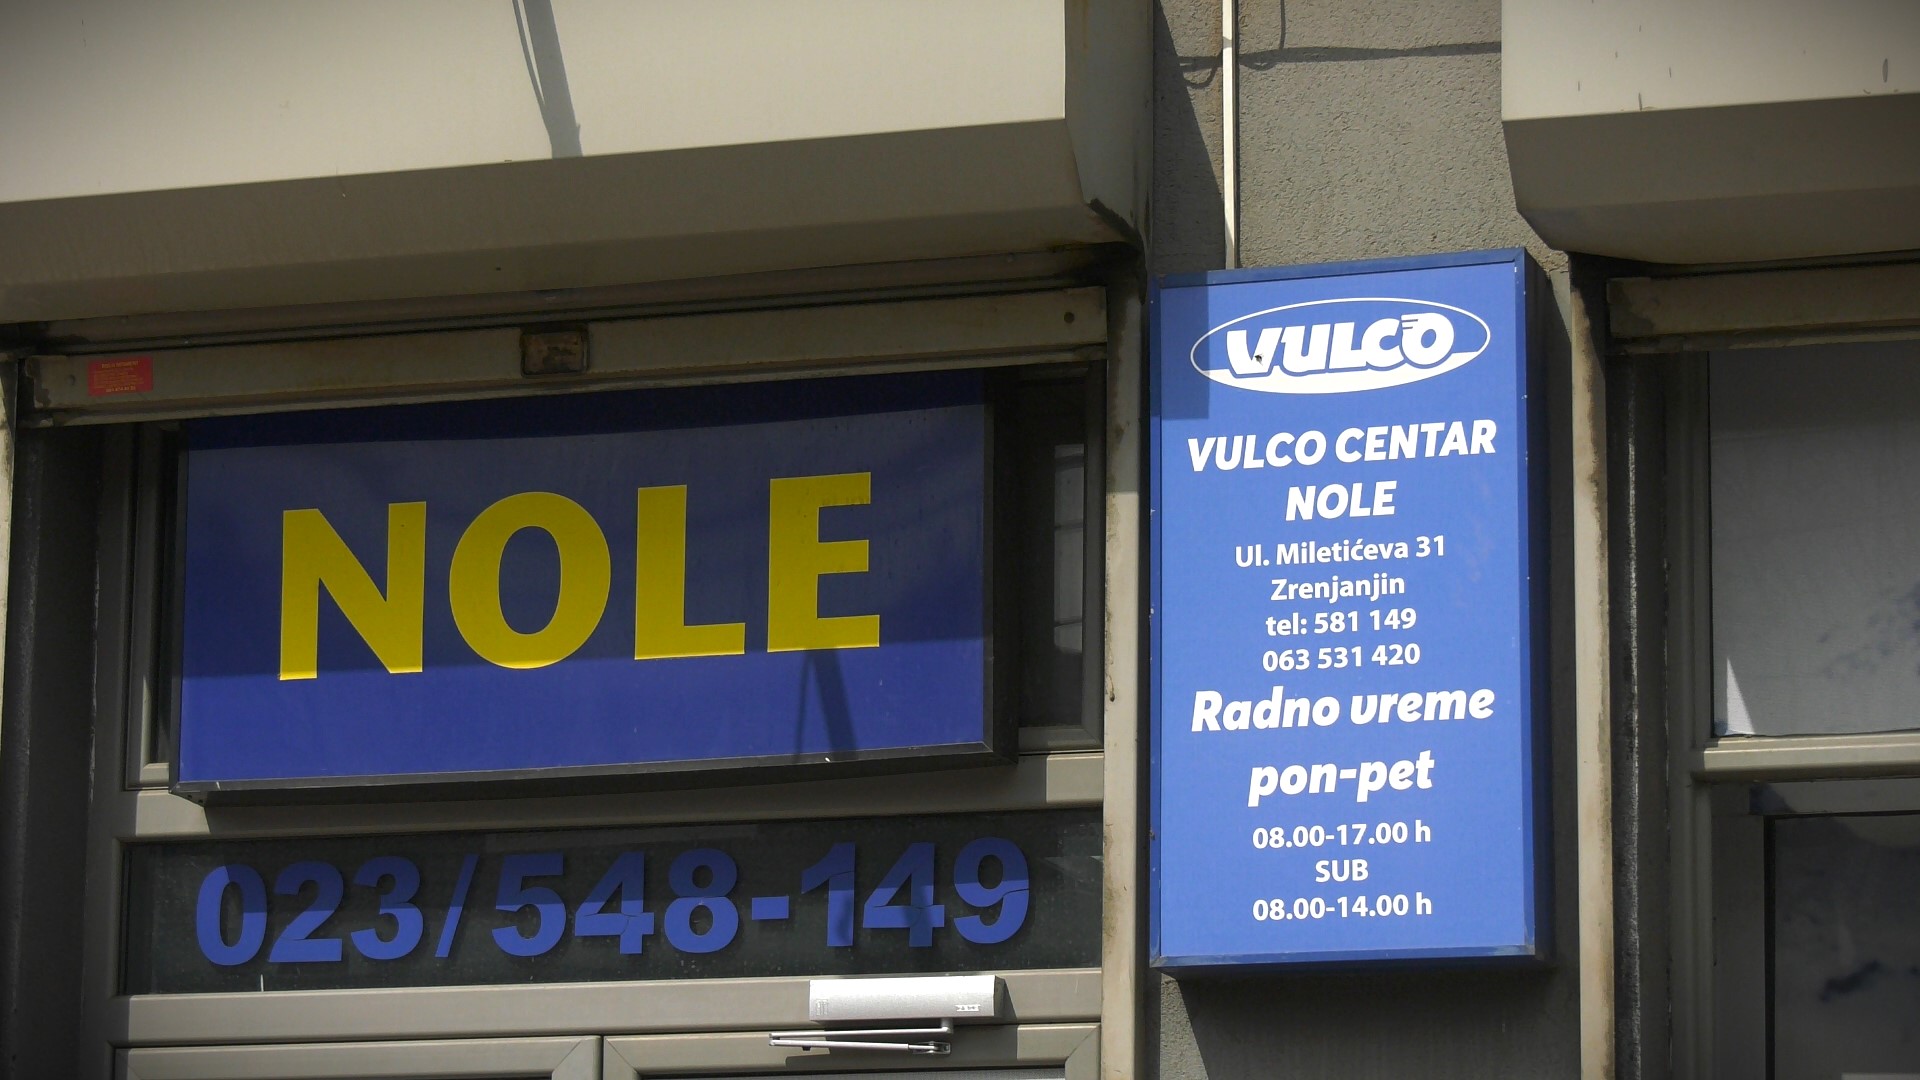 NOLE
023/548-149
VULCO
VULCO CENTAR
NOLE
Ul. Miletićeva 31
Zrenjanjin
tel: 581 149
063 531 420
Radno vreme
pon-pet
08.00-17.00 h
SUB
08.00-14.00 h